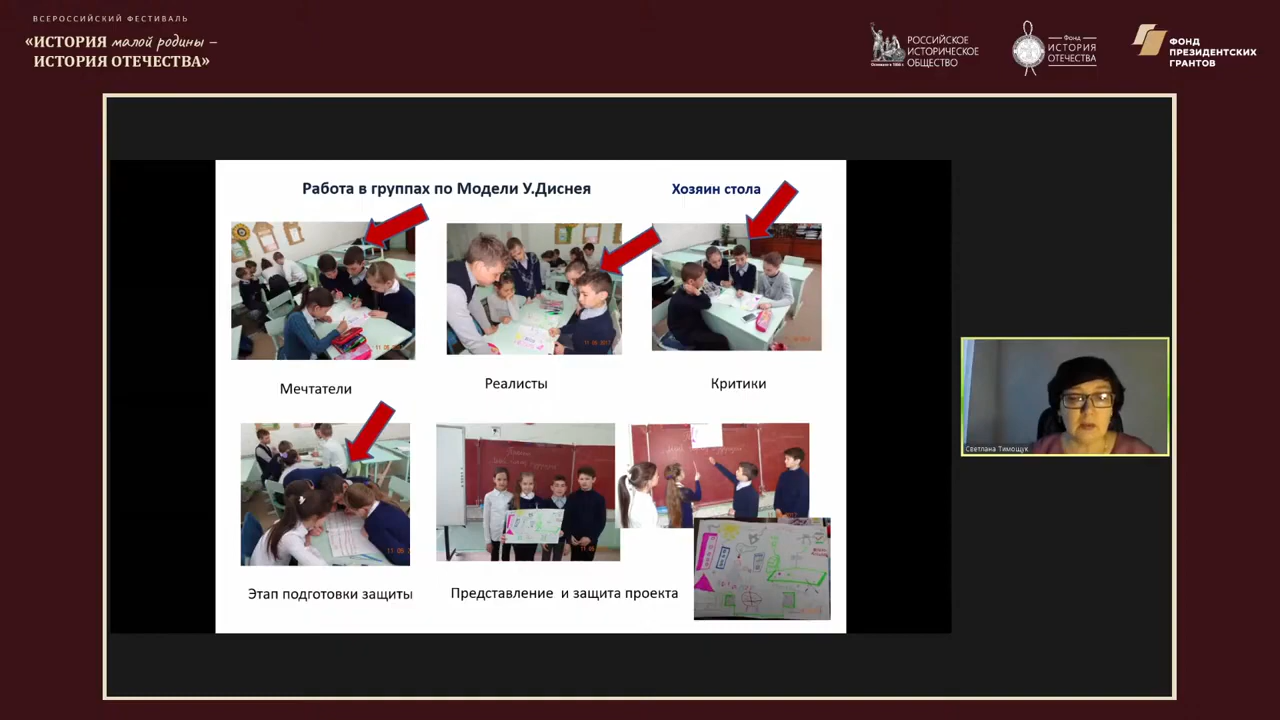 ВСЕРОССИЙСКИЙ ФЕСТИВАЛЬ
«ИСТОРИЯ малой родины –
ИСТОРИЯ ОТЕЧЕСТВА»
РОССИЙСКОЕ
ИСТОРИЧЕСКОЕ
ОБЩЕСТВО
Фонд
ИСТОРИЯ
ОТЕЧЕСТВА
ФОНД
ПРЕЗИДЕНТСКИХ
ГРАНТОВ
Работа в группах по Модели У.Диснея
Хозяин стола
Мечтатели
Реалисты
Критики
Этап подготовки защиты
Представление и защита проекта
Светлана Тимощук